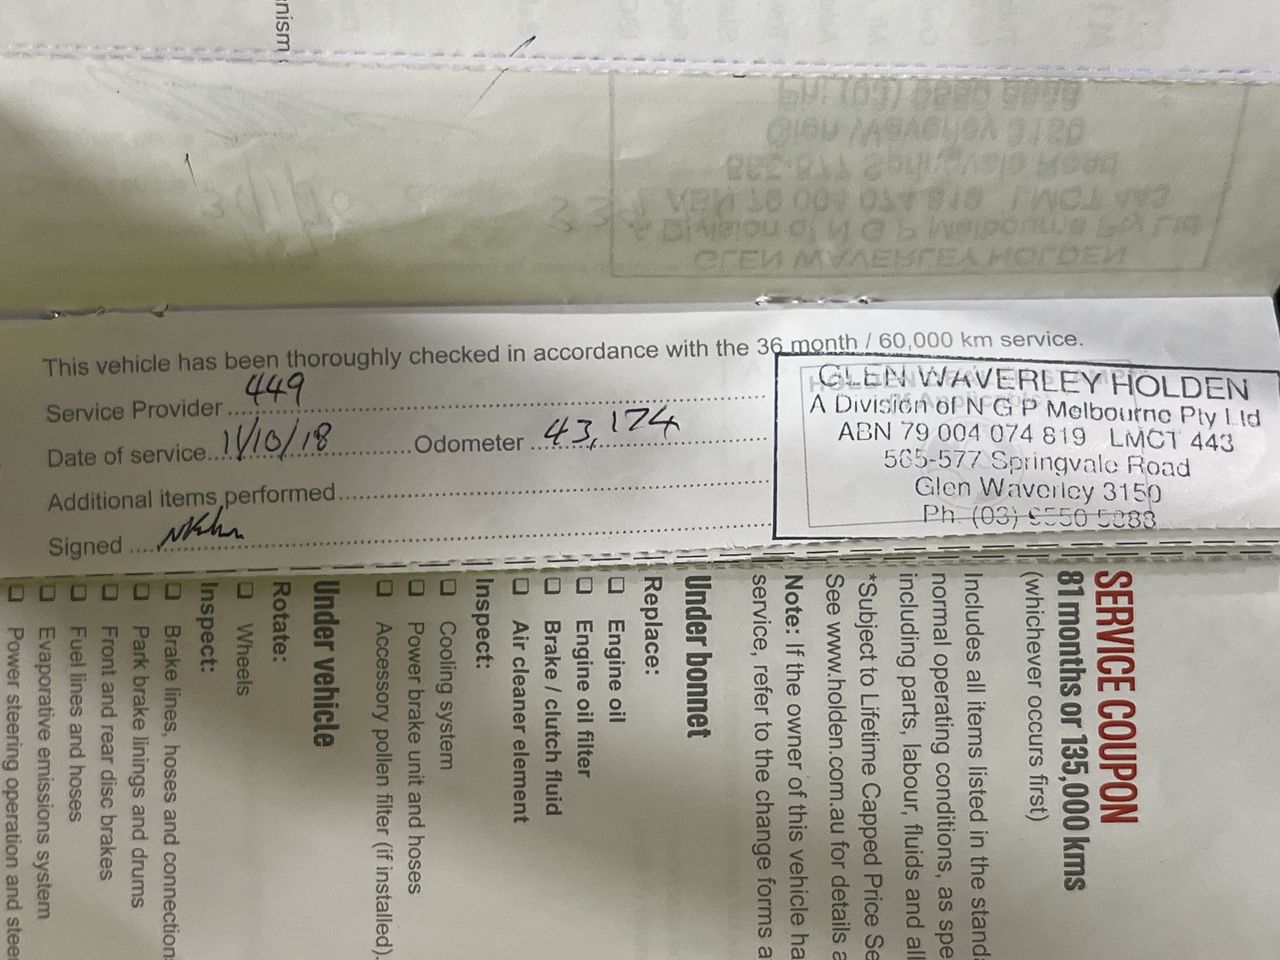 nism
This vehicle has been thoroughly checked in accordance with the 36 month / 60,000 km service.
Service Provider 449
Date of service 11/10/18 Odometer 43,174
Additional items performed
Signed
GLEN WAVERLEY HOLDEN
A Division of N G P Melbourne Pty Ltd
ABN 79 004 074 819 LMCT 443
565-577 Springvale Road
Glen Waverley 3150
Ph. (03)
SERVICE COUPON
81 months or 135,000 kms
(whichever occurs first)
Includes all items listed in the stand
normal operating conditions, as spe
including parts, labour, fluids and all
*Subject to Lifetime Capped Price Se
See www.holden.com.au for details a
Note: If the owner of this vehicle ha
service, refer to the change forms a
Under bonnet
Replace:
❏ Engine oil
❏ Engine oil filter
❏ Brake / clutch fluid
❏ Air cleaner element
Inspect:
❏ Cooling system
❏ Power brake unit and hoses
❏ Accessory pollen filter (if installed).
Under vehicle
Rotate:
❏ Wheels
Inspect:
❏ Brake lines, hoses and connection
❏ Park brake linings and drums
❏ Front and rear disc brakes
❏ Fuel lines and hoses
❏ Evaporative emissions system
❏ Power steering operation and stee